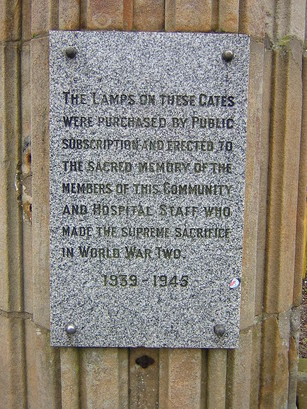 THE LAMPS ON THESE GATES
WERE PURCHASED BY PUBLIC
SUBSCRIPTION AND ERECTED TO
THE SACRED MEMORY OF THE
MEMBERS OF THIS COMMUNITY
AND HOSPITAL STAFF WHO
MADE THE SUPREME SACRIFICE
IN WORLD WAR TWO.
1939-1945